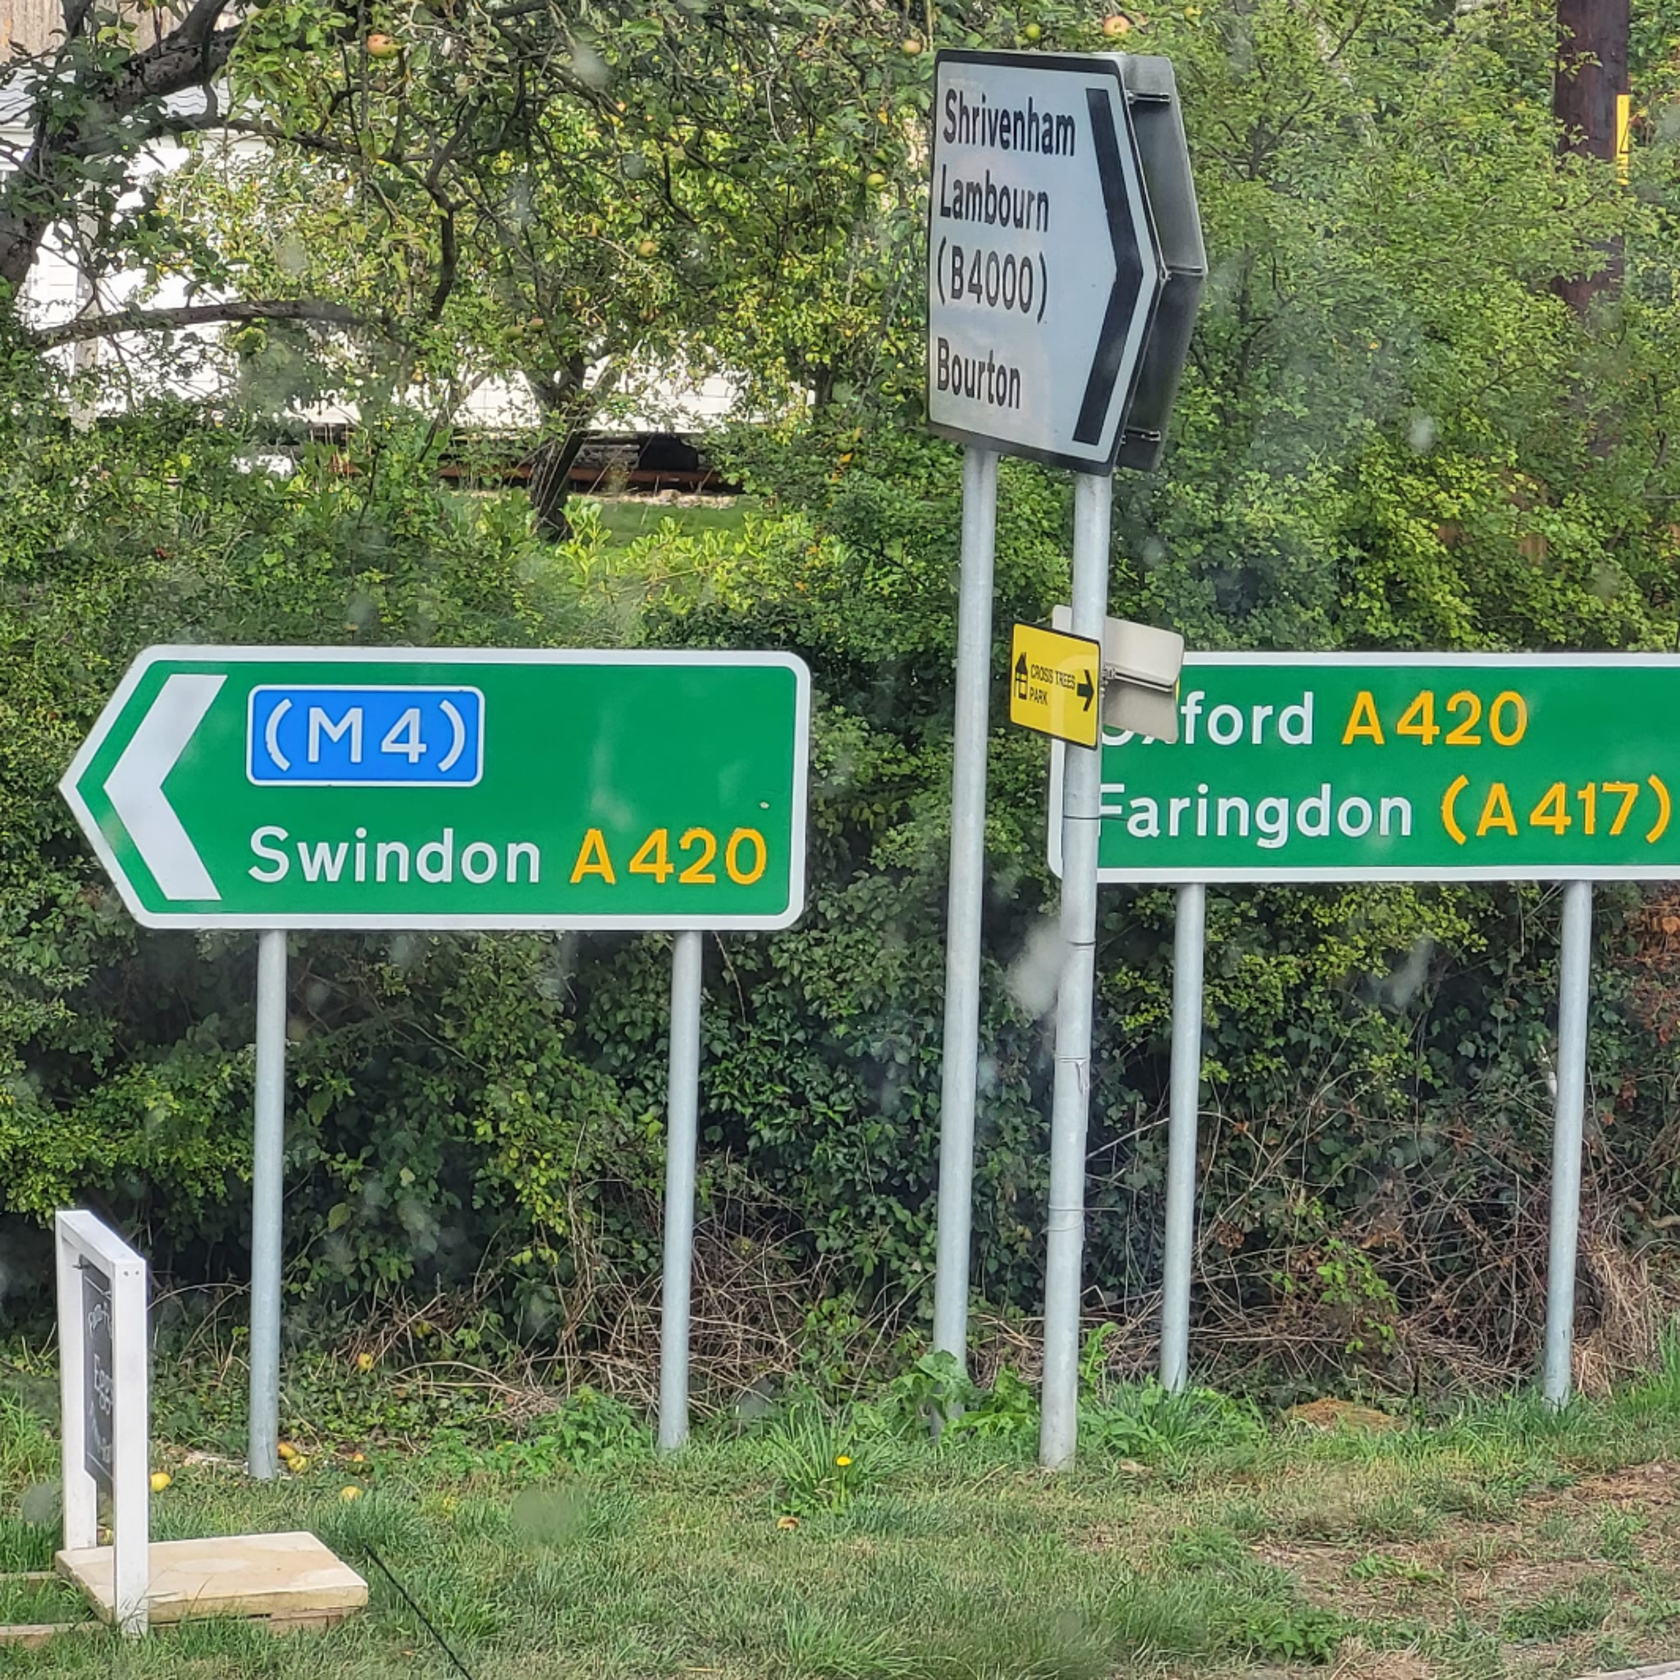 Shrivenham
Lambourn
(B4000)
Bourton
CROSS TREES
PARK
(M4)
Swindon A420
Oxford A420
Faringdon (A417)